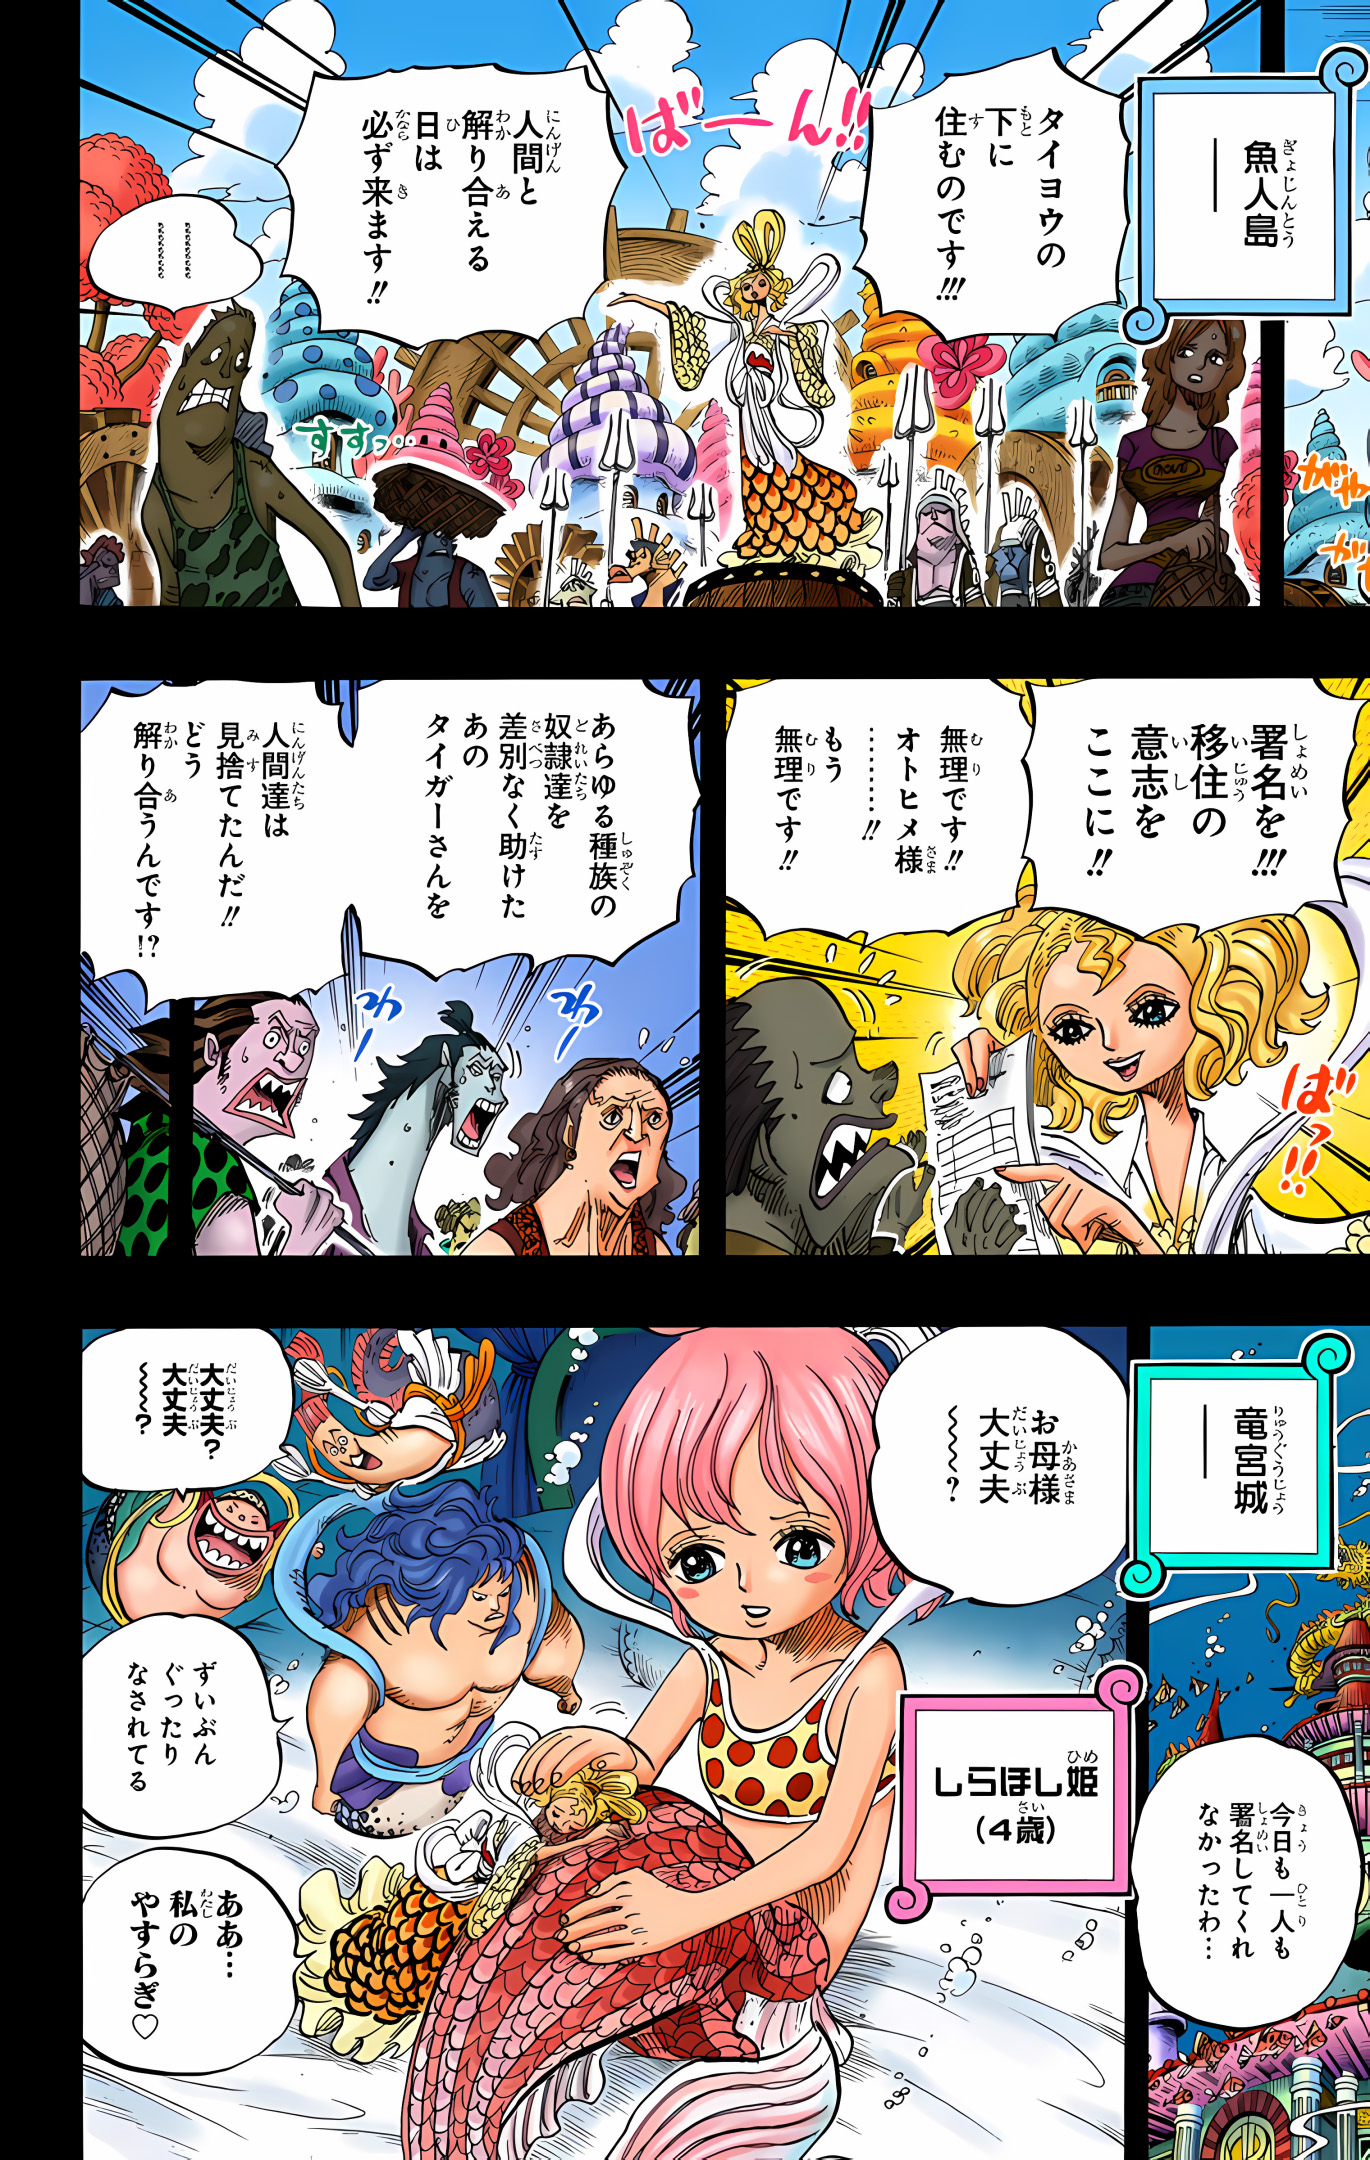 魚人島
――
タイヨウの
下に
住むのです!!!
ばーん!!
人間と
解り合える
日は
必ず来ます!!
すすっ…
がや
署名を!!!
移住の
意志を
ここに!!
無理です!!
オトヒメ様
………!!
もう
無理です!!
ばっ!!
あらゆる種族の
奴隷達を
差別なく助けた
あの
タイガーさんを
人間達は
見捨てたんだ!!
どう
解り合うんです!?
わー
わー
竜宮城
――
今日も一人も
署名してくれ
なかったわ…
お母様
大丈夫
~~~?
しらほし姫
(4歳)
大丈夫?
大丈夫
~~~?
ずいぶん
ぐったり
なされてる
ああ…
私の
やすらぎ♡